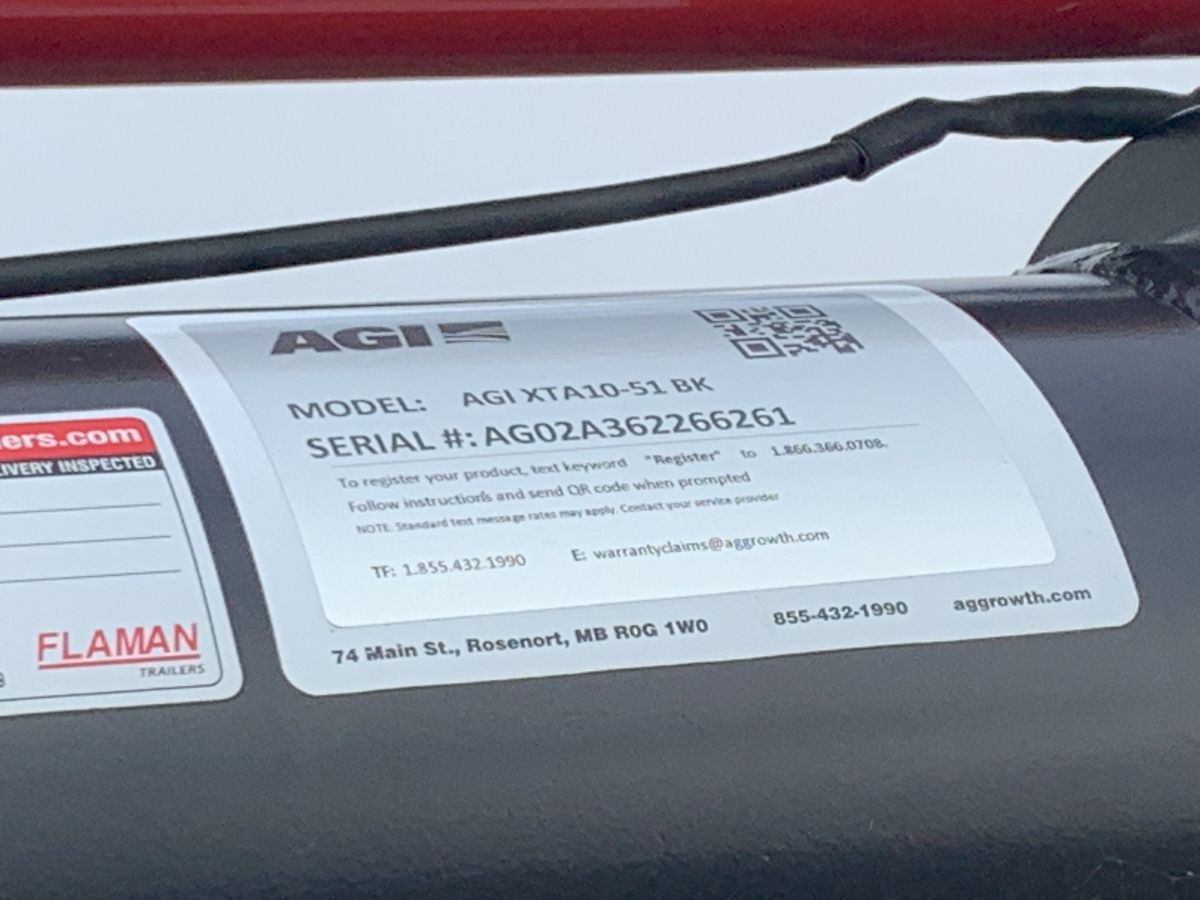 AGI
MODEL: AGI XTA10-51 BK
SERIAL #: AG02A362266261
To register your product, text keyword "Register" to 1.866.366.0708.
Follow instructions and send QR code when prompted
NOTE: Standard text message rates may apply. Contact your service provider
TF: 1.855.432.1990 E: warrantyclaims@aggrowth.com
74 Main St., Rosenort, MB R0G 1W0 855-432-1990 aggrowth.com
ers.com
LIVERY INSPECTED
FLAMAN
TRAILERS